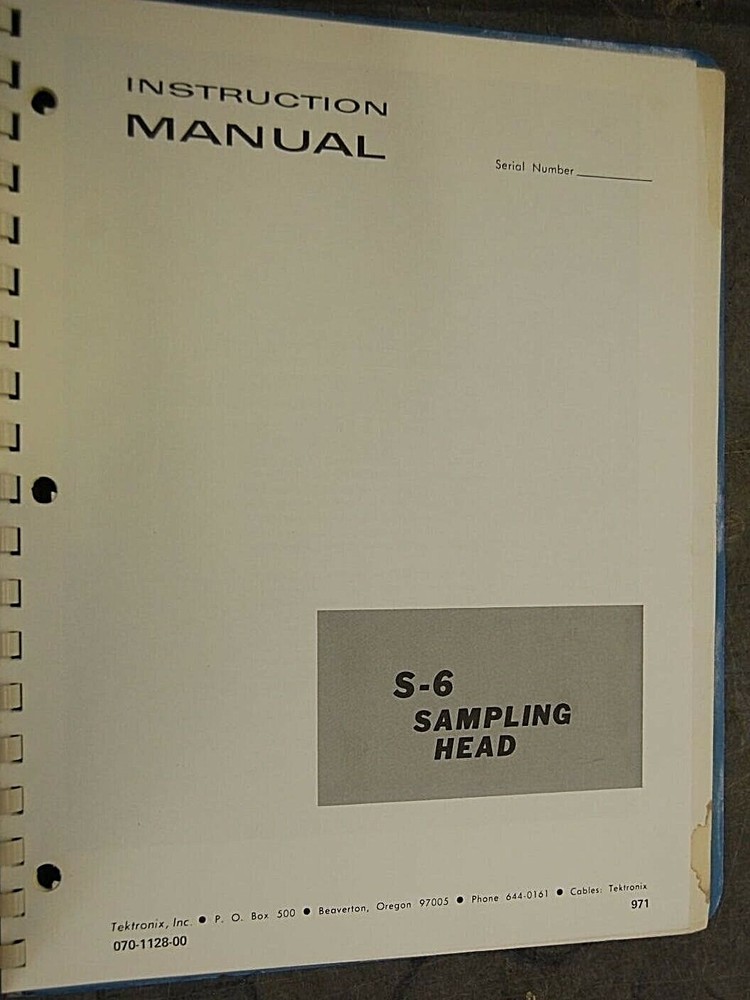 INSTRUCTION
MANUAL
Serial Number
S-6
SAMPLING
HEAD
Tektronix, Inc. ● P. O. Box 500 ● Beaverton, Oregon 97005 ● Phone 644-0161 ● Cables: Tektronix
070-1128-00
971